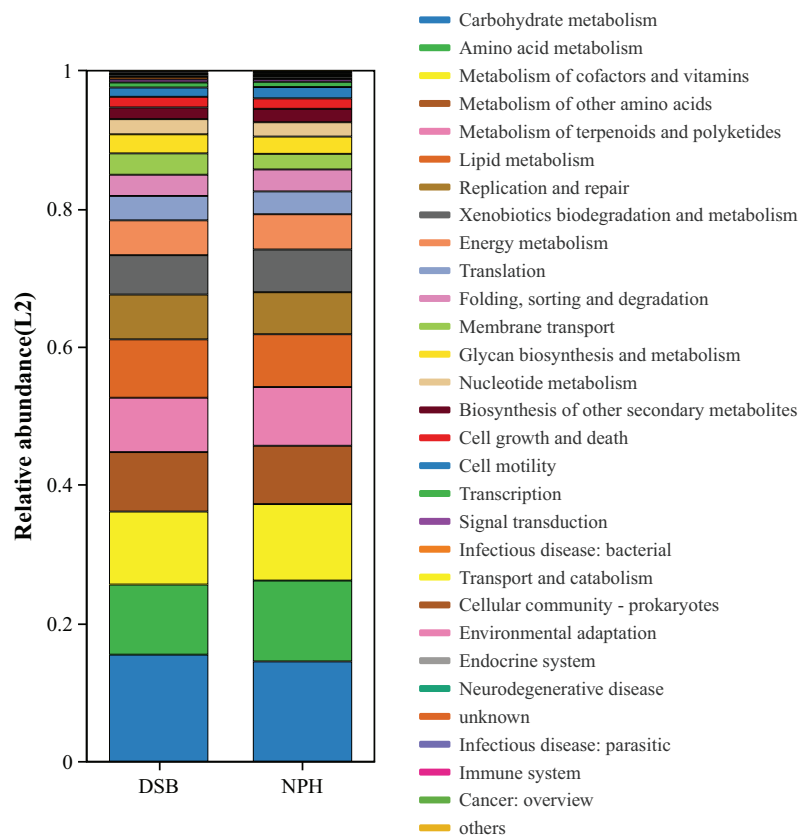 Relative abundance(L2)
1
0.8
0.6
0.4
0.2
0
DSB
NPH
Carbohydrate metabolism
Amino acid metabolism
Metabolism of cofactors and vitamins
Metabolism of other amino acids
Metabolism of terpenoids and polyketides
Lipid metabolism
Replication and repair
Xenobiotics biodegradation and metabolism
Energy metabolism
Translation
Folding, sorting and degradation
Membrane transport
Glycan biosynthesis and metabolism
Nucleotide metabolism
Biosynthesis of other secondary metabolites
Cell growth and death
Cell motility
Transcription
Signal transduction
Infectious disease: bacterial
Transport and catabolism
Cellular community - prokaryotes
Environmental adaptation
Endocrine system
Neurodegenerative disease
unknown
Infectious disease: parasitic
Immune system
Cancer: overview
others